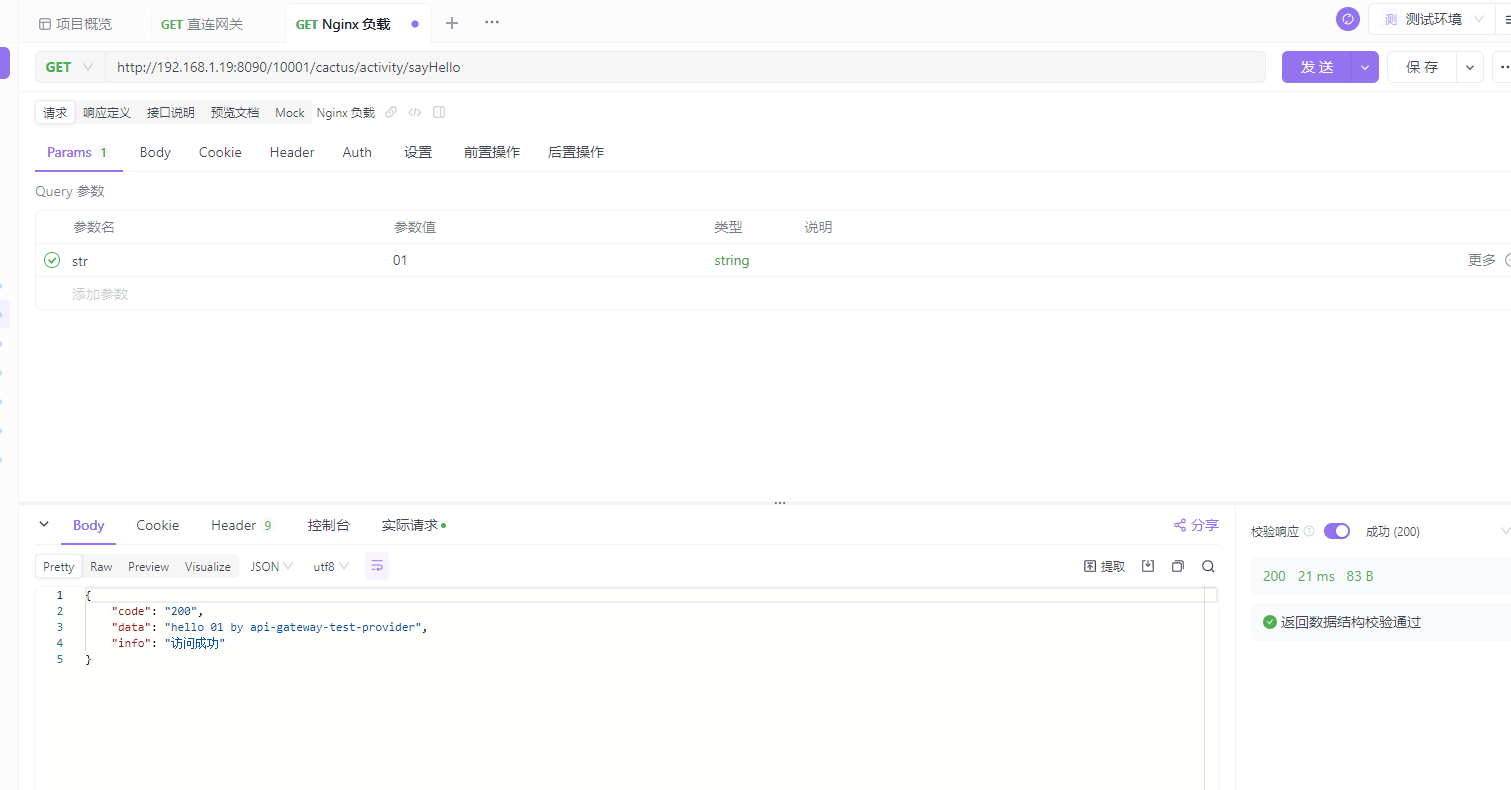 项目概览 GET 直连网关 GET Nginx 负载 测 测试环境
GET http://192.168.1.19:8090/10001/cactus/activity/sayHello 发 送 保 存
请求 响应定义 接口说明 预览文档 Mock Nginx 负载
Params 1 Body Cookie Header Auth 设置 前置操作 后置操作
Query 参数
参数名 参数值 类型 说明
str 01 string 更多
添加参数
Body Cookie Header 9 控制台 实际请求 分享 校验响应 成功 (200)
Pretty Raw Preview Visualize JSON utf8 提取 200 21 ms 83 B
1 {
2 "code": "200",
3 "data": "hello 01 by api-gateway-test-provider",
4 "info": "访问成功"
5 }
返回数据结构校验通过